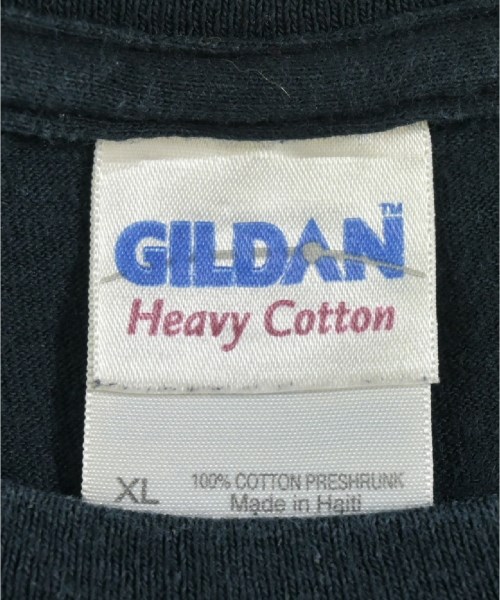 GILDAN™
Heavy Cotton
XL
100% COTTON PRESHRUNK
Made in Haiti